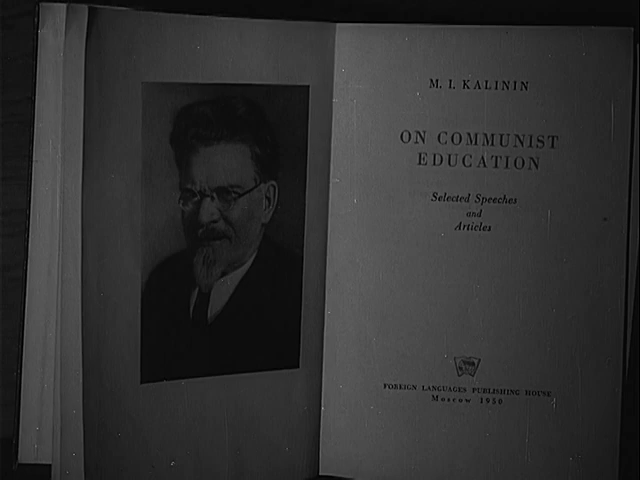 M. I. KALININ
ON COMMUNIST
EDUCATION
Selected Speeches
and
Articles
FOREIGN LANGUAGES PUBLISHING HOUSE
Moscow 1950